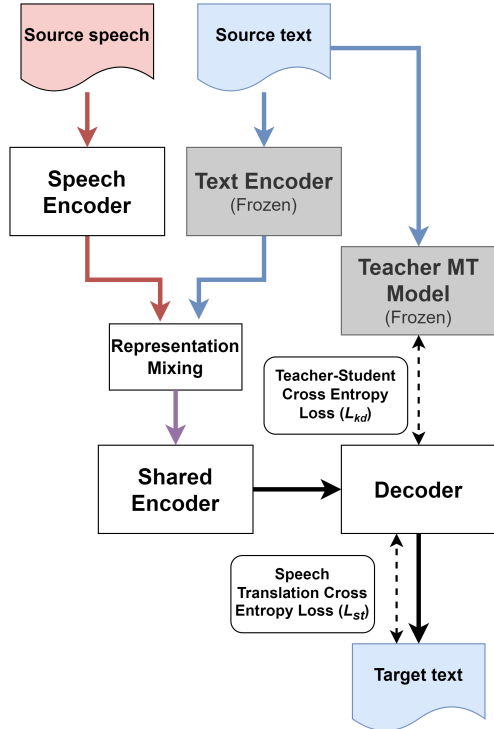 Source speech
Source text
Speech
Encoder
Text Encoder
(Frozen)
Teacher MT
Model
(Frozen)
Representation
Mixing
Teacher-Student
Cross Entropy
Loss (Lkd)
Shared
Encoder
Decoder
Speech
Translation Cross
Entropy Loss (Lst)
Target text